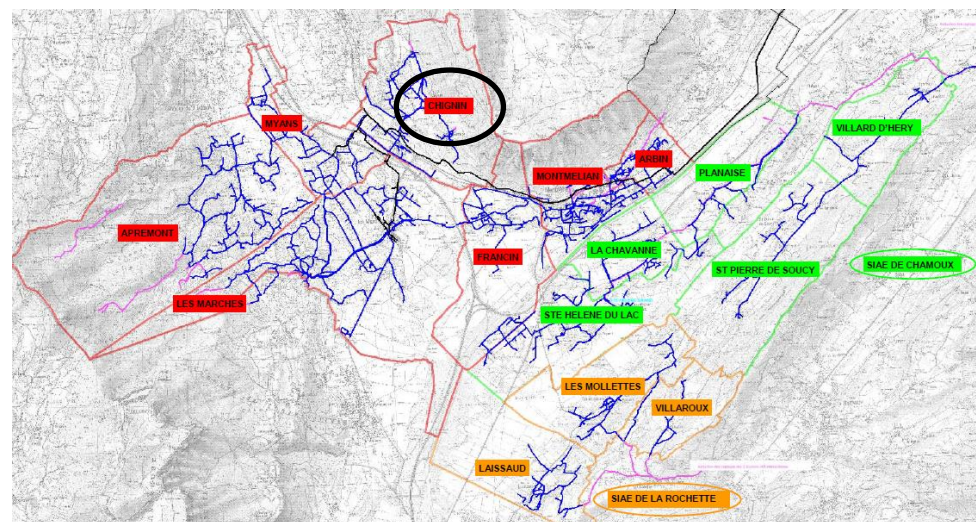 CHIGNIN
MYANS
VILLARD D'HERY
ARBIN
MONTMELIAN
PLANAISE
APREMONT
LA CHAVANNE
FRANCIN
SIAE DE CHAMOUX
ST PIERRE DE SOUCY
LES MARCHES
STE HELENE DU LAC
LES MOLLETTES
VILLAROUX
LAISSAUD
SIAE DE LA ROCHETTE